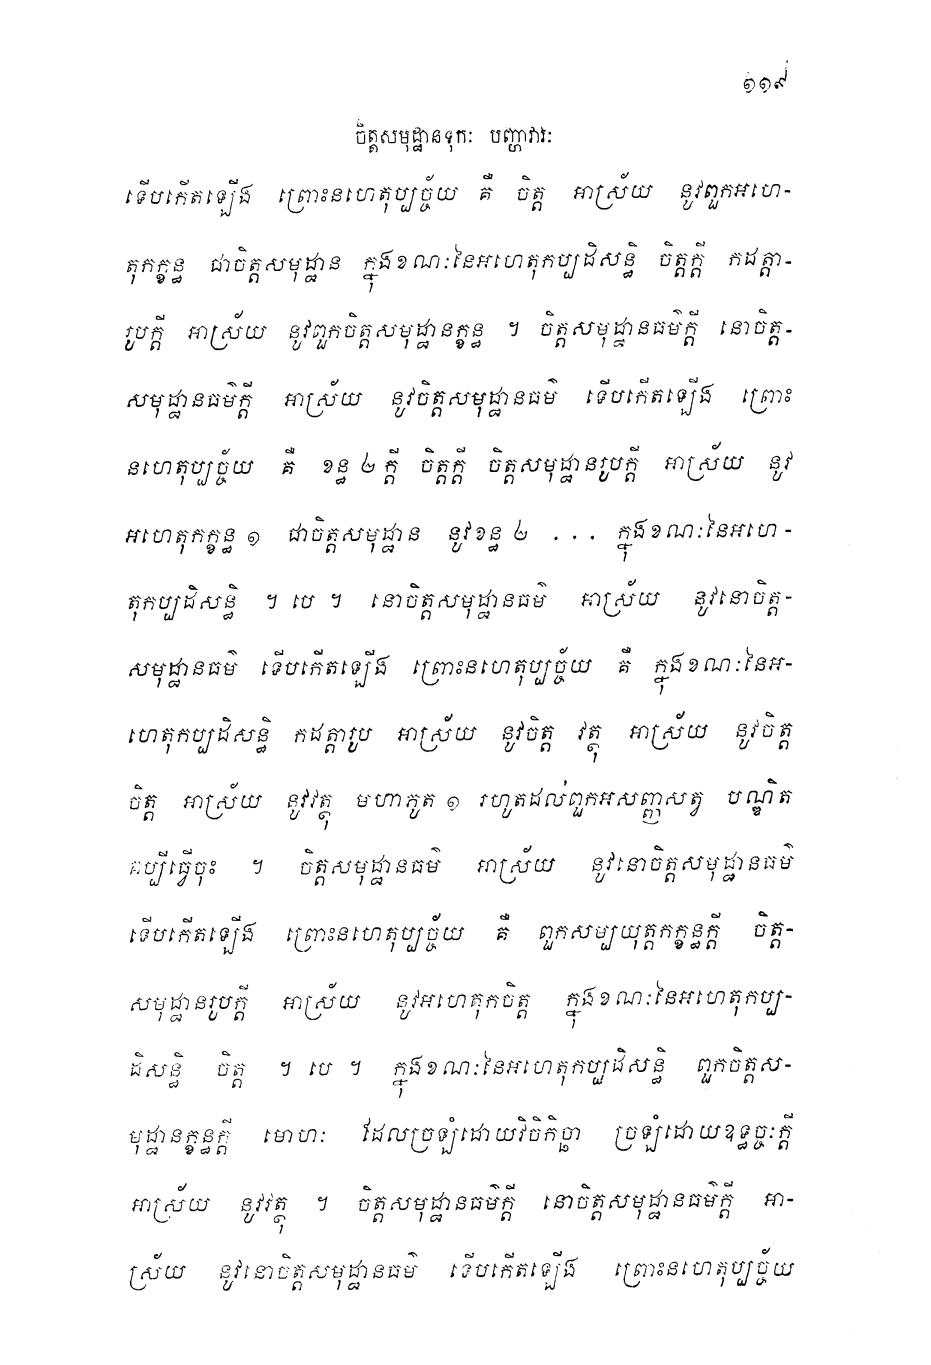 ១១៩
ចិត្តសមុដ្ឋានទុកៈ បញ្ហាវារៈ
ទើបកើតឡើង ព្រោះនហេតុប្បច្ច័យ គឺ ចិត្ត អាស្រ័យ នូវពួកអហេ-
តុកក្ខន្ធ ជាចិត្តសមុដ្ឋាន ក្នុងខណៈនៃអហេតុកប្បដិសន្ធិ ចិត្តក្តី កដត្តា-
រូបក្តី អាស្រ័យ នូវពួកចិត្តសមុដ្ឋានក្ខន្ធ ។ ចិត្តសមុដ្ឋានធម៌ក្តី នោចិត្ត-
សមុដ្ឋានធម៌ក្តី អាស្រ័យ នូវចិត្តសមុដ្ឋានធម៌ ទើបកើតឡើង ព្រោះ
នហេតុប្បច្ច័យ គឺ ខន្ធ ២ ក្តី ចិត្តក្តី ចិត្តសមុដ្ឋានរូបក្តី អាស្រ័យ នូវ
អហេតុកក្ខន្ធ ១ ជាចិត្តសមុដ្ឋាន នូវខន្ធ ២ . . . ក្នុងខណៈនៃអហេ-
តុកប្បដិសន្ធិ ។ បេ ។ នោចិត្តសមុដ្ឋានធម៌ អាស្រ័យ នូវនោចិត្ត-
សមុដ្ឋានធម៌ ទើបកើតឡើង ព្រោះនហេតុប្បច្ច័យ គឺ ក្នុងខណៈនៃអ-
ហេតុកប្បដិសន្ធិ កដត្តារូប អាស្រ័យ នូវចិត្ត វត្ថុ អាស្រ័យ នូវចិត្ត
ចិត្ត អាស្រ័យ នូវវត្ថុ មហាភូត ១ រហូតដល់ពួកអសញ្ញសត្វ បណ្ឌិត
គប្បីធ្វើចុះ ។ ចិត្តសមុដ្ឋានធម៌ អាស្រ័យ នូវនោចិត្តសមុដ្ឋានធម៌
ទើបកើតឡើង ព្រោះនហេតុប្បច្ច័យ គឺ ពួកសម្បយុត្តកក្ខន្ធក្តី ចិត្ត-
សមុដ្ឋានរូបក្តី អាស្រ័យ នូវអហេតុកចិត្ត ក្នុងខណៈនៃអហេតុកប្ប-
ដិសន្ធិ ចិត្ត ។ បេ ។ ក្នុងខណៈនៃអហេតុកប្បដិសន្ធិ ពួកចិត្តស-
មុដ្ឋានក្ខន្ធក្តី មោហៈ ដែលច្រឡំដោយវិចិកិច្ឆា ច្រឡំដោយឧទ្ធច្ចៈក្តី
អាស្រ័យ នូវវត្ថុ ។ ចិត្តសមុដ្ឋានធម៌ក្តី នោចិត្តសមុដ្ឋានធម៌ក្តី អា-
ស្រ័យ នូវនោចិត្តសមុដ្ឋានធម៌ ទើបកើតឡើង ព្រោះនហេតុប្បច្ច័យ